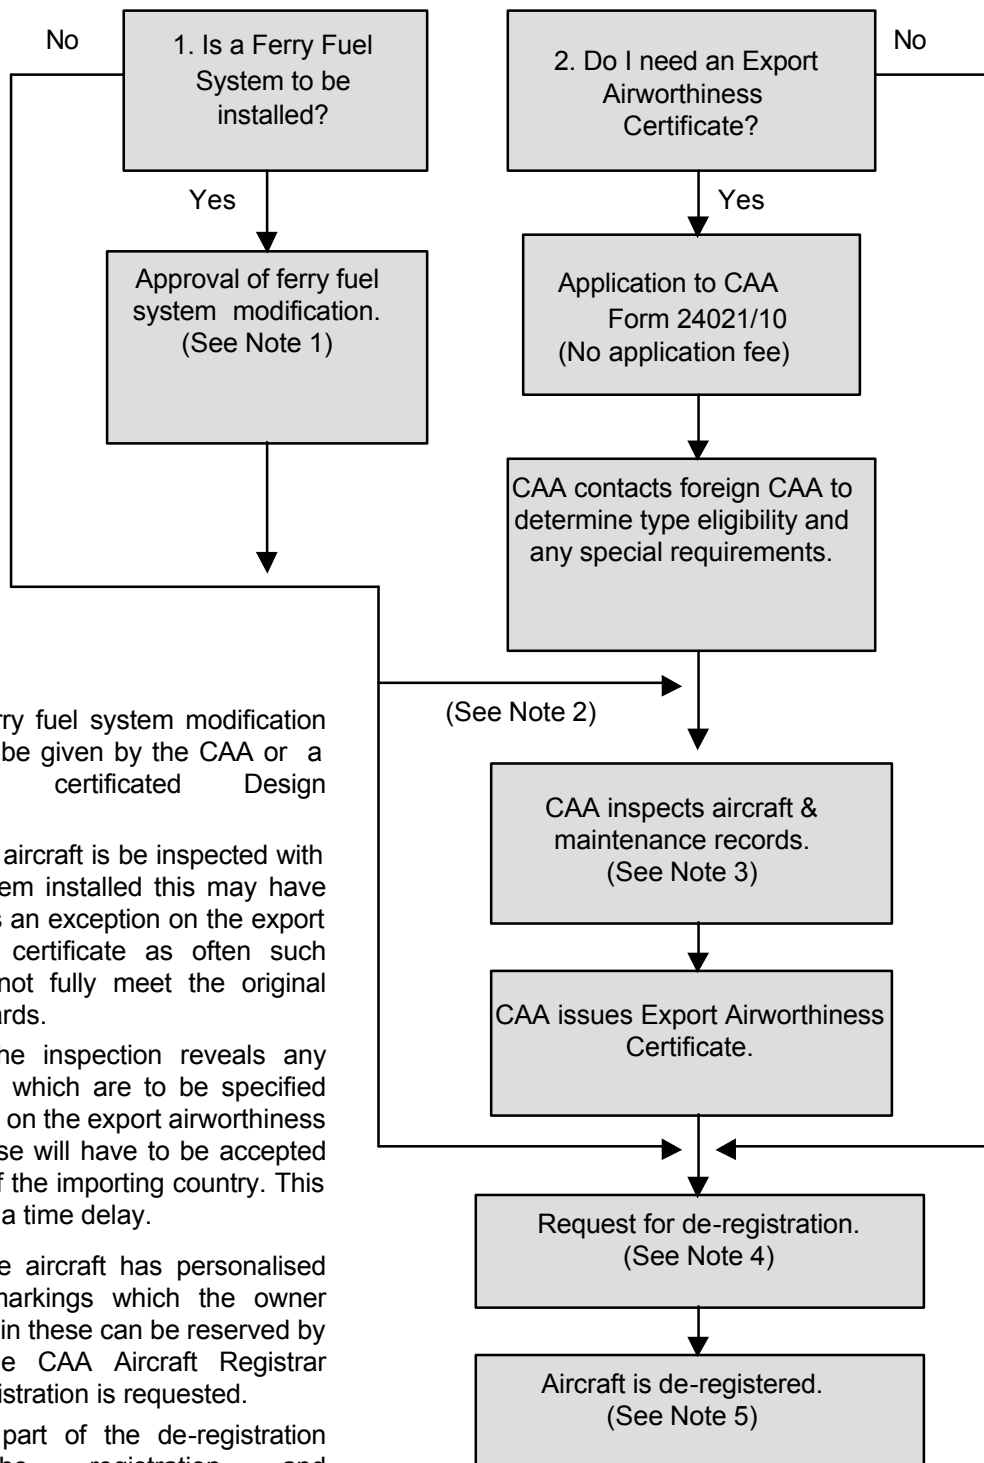 No
1. Is a Ferry Fuel
System to be
installed?
2. Do I need an Export
Airworthiness
Certificate?
No
Yes
Yes
Approval of ferry fuel
system modification.
(See Note 1)
Application to CAA
Form 24021/10
(No application fee)
CAA contacts foreign CAA to
determine type eligibility and
any special requirements.
(See Note 2)
CAA inspects aircraft &
maintenance records.
(See Note 3)
CAA issues Export Airworthiness
Certificate.
Request for de-registration.
(See Note 4)
Aircraft is de-registered.
(See Note 5)
fuel system modification
be given by the CAA or a
certificated Design
aircraft is be inspected with
installed this may have
an exception on the export
certificate as often such
not fully meet the original
the inspection reveals any
which are to be specified
on the export airworthiness
will have to be accepted
the importing country. This
a time delay.
aircraft has personalised
markings which the owner
in these can be reserved by
CAA Aircraft Registrar
is requested.
part of the de-registration
registration and